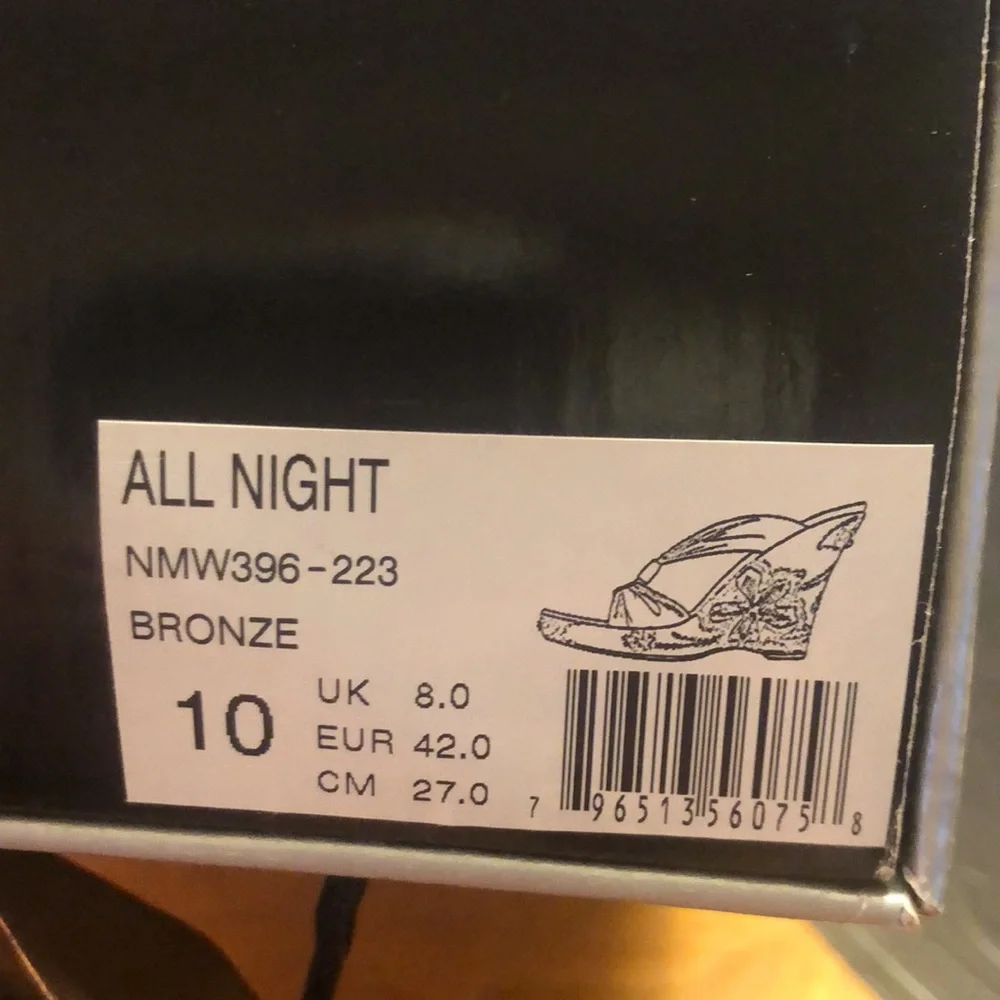 ALL NIGHT
NMW396-223
BRONZE
10
UK 8.0
EUR 42.0
CM 27.0
7 96513 56075 8